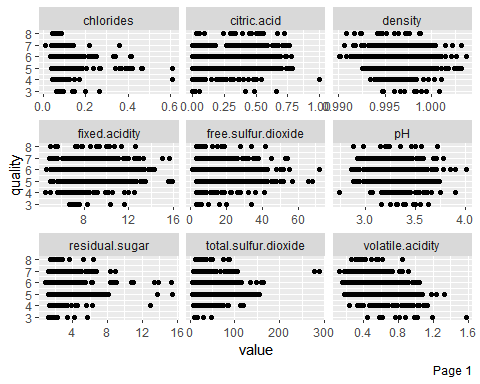 chlorides citric.acid density
8
7
6
5
4
3
0.0 0.2 0.4 0.6 0.00 0.25 0.50 0.75 1.00 0.990 0.995 1.000
fixed.acidity free.sulfur.dioxide pH
8
7
6
5
4
3
8 12 16 0 20 40 60 3.0 3.5 4.0
quality
residual.sugar total.sulfur.dioxide volatile.acidity
8
7
6
5
4
3
4 8 12 16 0 100 200 300 0.4 0.8 1.2 1.6
value
Page 1